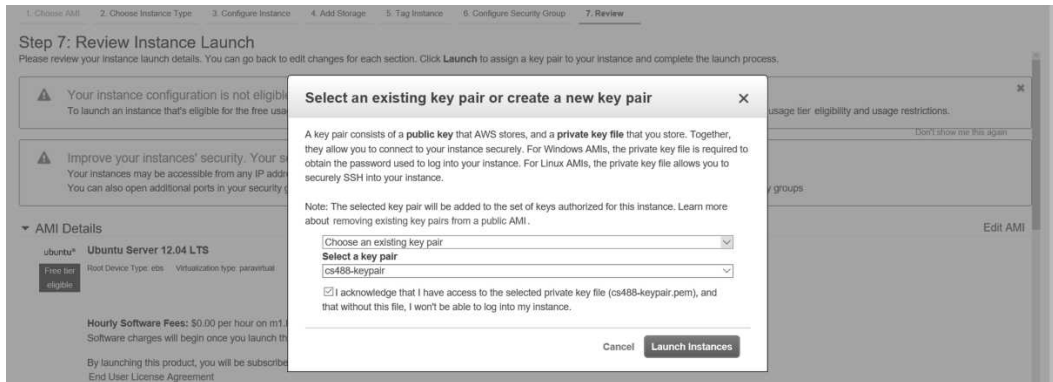 1. Choose AMI 2. Choose Instance Type 3. Configure Instance 4. Add Storage 5. Tag Instance 6. Configure Security Group 7. Review
Step 7: Review Instance Launch
Please review your instance launch details. You can go back to edit changes for each section. Click Launch to assign a key pair to your instance and complete the launch process.
Your instance configuration is not eligible
To launch an instance that's eligible for the free usa
usage tier eligibility and usage restrictions.
Don't show me this again
Improve your instances' security. Your s
Your instances may be accessible from any IP addr
You can also open additional ports in your security g
y groups
AMI Details
Edit AMI
ubuntu®
Ubuntu Server 12.04 LTS
Free tier
eligible
Root Device Type: ebs Virtualization type: paravirtual
Hourly Software Fees: $0.00 per hour on m1.
Software charges will begin once you launch th
By launching this product, you will be subscribe
End User License Agreement
Select an existing key pair or create a new key pair
A key pair consists of a public key that AWS stores, and a private key file that you store. Together,
they allow you to connect to your instance securely. For Windows AMIs, the private key file is required to
obtain the password used to log into your instance. For Linux AMIs, the private key file allows you to
securely SSH into your instance.
Note: The selected key pair will be added to the set of keys authorized for this instance. Learn more
about removing existing key pairs from a public AMI.
Choose an existing key pair
Select a key pair
cs488-keypair
I acknowledge that I have access to the selected private key file (cs488-keypair.pem), and
that without this file, I won't be able to log into my instance.
Cancel Launch Instances